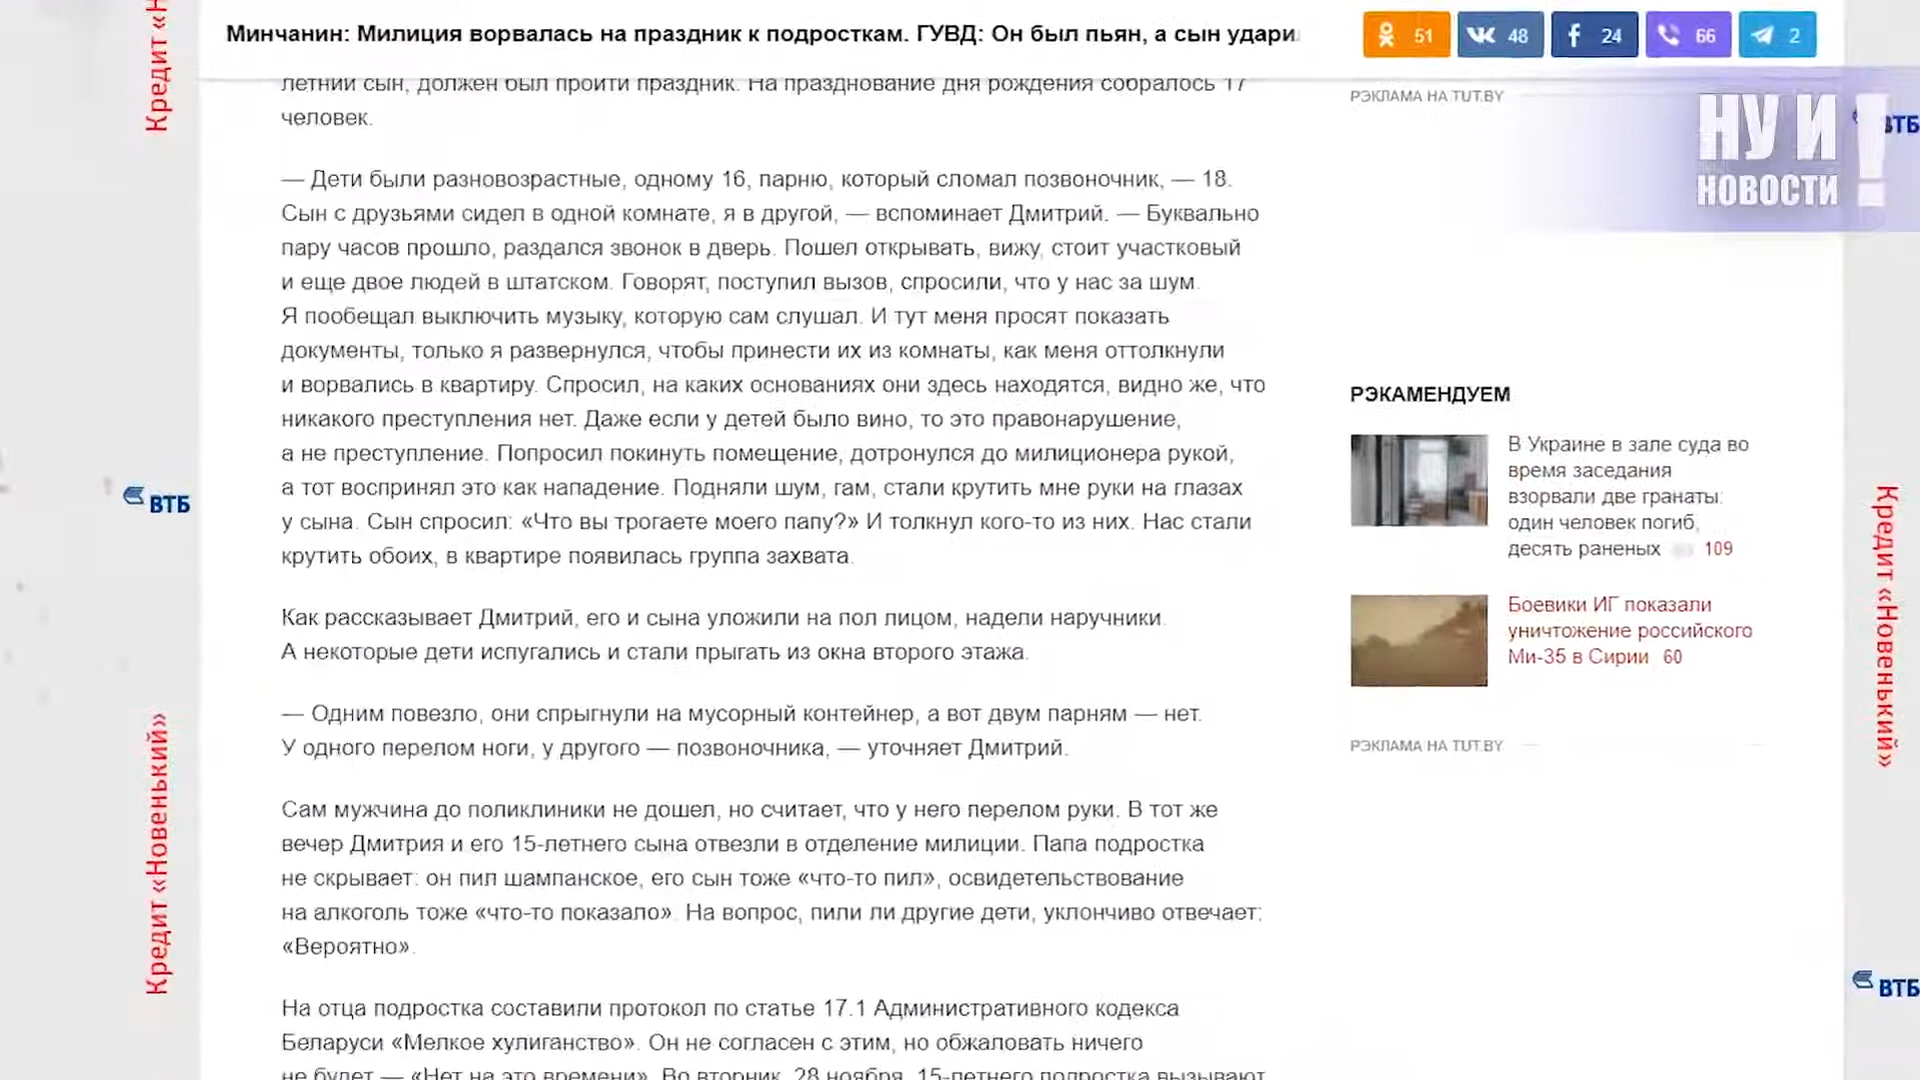 Минчанин: Милиция ворвалась на праздник к подросткам. ГУВД: Он был пьян, а сын удари
51
48
24
66
2
летний сын, должен был пройти праздник. На празднование дня рождения собралось 17
человек.
— Дети были разновозрастные, одному 16, парню, который сломал позвоночник, — 18.
Сын с друзьями сидел в одной комнате, я в другой, — вспоминает Дмитрий. — Буквально
пару часов прошло, раздался звонок в дверь. Пошел открывать, вижу, стоит участковый
и еще двое людей в штатском. Говорят, поступил вызов, спросили, что у нас за шум.
Я пообещал выключить музыку, которую сам слушал. И тут меня просят показать
документы, только я развернулся, чтобы принести их из комнаты, как меня оттолкнули
и ворвались в квартиру. Спросил, на каких основаниях они здесь находятся, видно же, что
никакого преступления нет. Даже если у детей было вино, то это правонарушение,
а не преступление. Попросил покинуть помещение, дотронулся до милиционера рукой,
а тот воспринял это как нападение. Подняли шум, гам, стали крутить мне руки на глазах
у сына. Сын спросил: «Что вы трогаете моего папу?» И толкнул кого-то из них. Нас стали
крутить обоих, в квартире появилась группа захвата.
Как рассказывает Дмитрий, его и сына уложили на пол лицом, надели наручники.
А некоторые дети испугались и стали прыгать из окна второго этажа.
— Одним повезло, они спрыгнули на мусорный контейнер, а вот двум парням — нет.
У одного перелом ноги, у другого — позвоночника, — уточняет Дмитрий.
Сам мужчина до поликлиники не дошел, но считает, что у него перелом руки. В тот же
вечер Дмитрия и его 15-летнего сына отвезли в отделение милиции. Папа подростка
не скрывает: он пил шампанское, его сын тоже «что-то пил», освидетельствование
на алкоголь тоже «что-то показало». На вопрос, пили ли другие дети, уклончиво отвечает:
«Вероятно».
На отца подростка составили протокол по статье 17.1 Административного кодекса
Беларуси «Мелкое хулиганство». Он не согласен с этим, но обжаловать ничего
не будет — «Нет на это времени». Во вторник, 28 ноября, 15-летнего подростка вызывают
РЭКЛАМА НА TUT.BY
НУ И
НОВОСТИ!
РЭКАМЕНДУЕМ
В Украине в зале суда во
время заседания
взорвали две гранаты:
один человек погиб,
десять раненых 109
Боевики ИГ показали
уничтожение российского
Ми-35 в Сирии 60
РЭКЛАМА НА TUT.BY
Кредит «Н
ВТБ
Кредит «Новенький»
ВТБ
Кредит «Новенький»
ВТБ